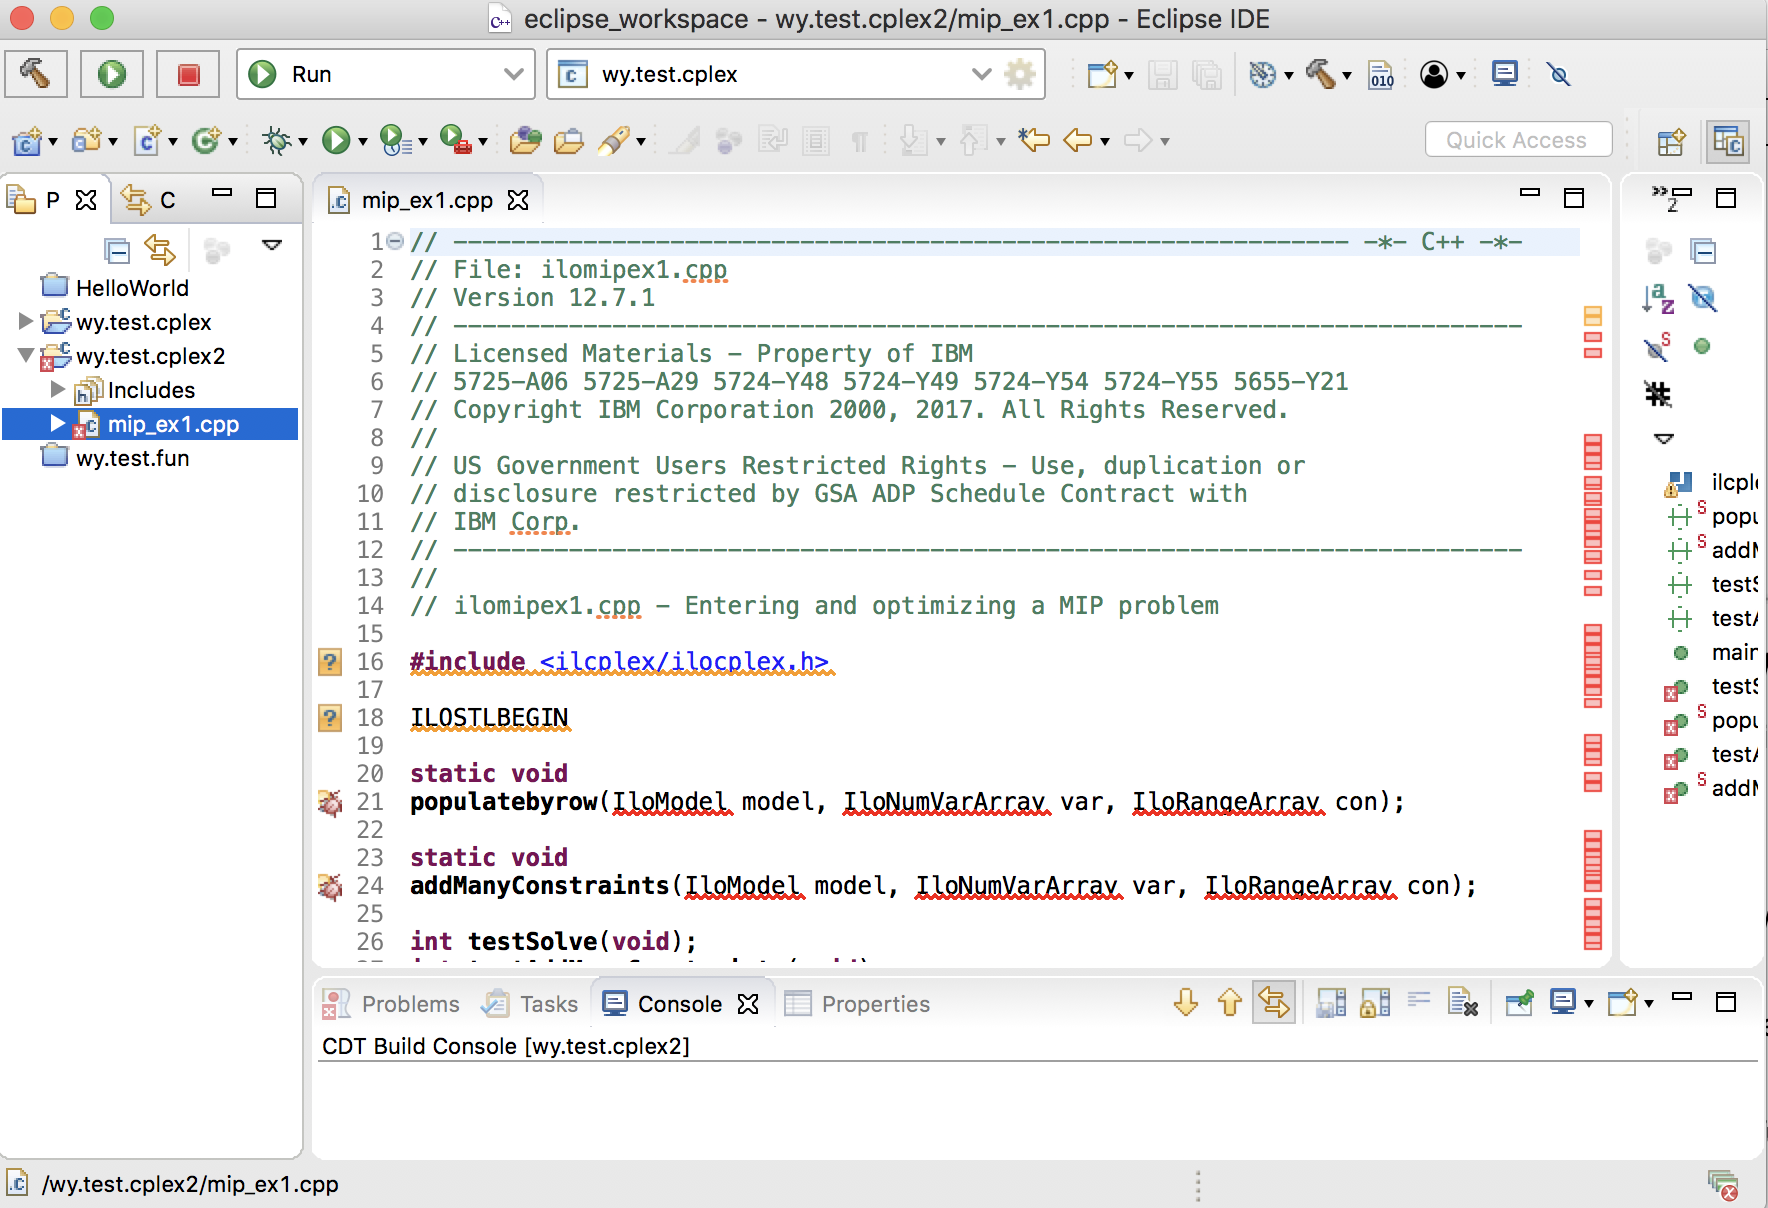 eclipse_workspace - wy.test.cplex2/mip_ex1.cpp - Eclipse IDE
Run
wy.test.cplex
Quick Access
P
C
mip_ex1.cpp
2
HelloWorld
wy.test.cplex
wy.test.cplex2
Includes
mip_ex1.cpp
wy.test.fun
1 // -------------------------------------------------------------- -*- C++ -*-
2 // File: ilomipex1.cpp
3 // Version 12.7.1
4 // --------------------------------------------------------------------------
5 // Licensed Materials - Property of IBM
6 // 5725-A06 5725-A29 5724-Y48 5724-Y49 5724-Y54 5724-Y55 5655-Y21
7 // Copyright IBM Corporation 2000, 2017. All Rights Reserved.
8 //
9 // US Government Users Restricted Rights - Use, duplication or
10 // disclosure restricted by GSA ADP Schedule Contract with
11 // IBM Corp.
12 // --------------------------------------------------------------------------
13 //
14 // ilomipex1.cpp - Entering and optimizing a MIP problem
15
16 #include <ilcplex/ilocplex.h>
17
18 ILOSTLBEGIN
19
20 static void
21 populatebyrow(IloModel model, IloNumVarArray var, IloRangeArray con);
22
23 static void
24 addManyConstraints(IloModel model, IloNumVarArray var, IloRangeArray con);
25
26 int testSolve(void);
ilcpl
popu
addM
testS
testA
main
testS
popu
testA
addM
Problems
Tasks
Console
Properties
CDT Build Console [wy.test.cplex2]
/wy.test.cplex2/mip_ex1.cpp